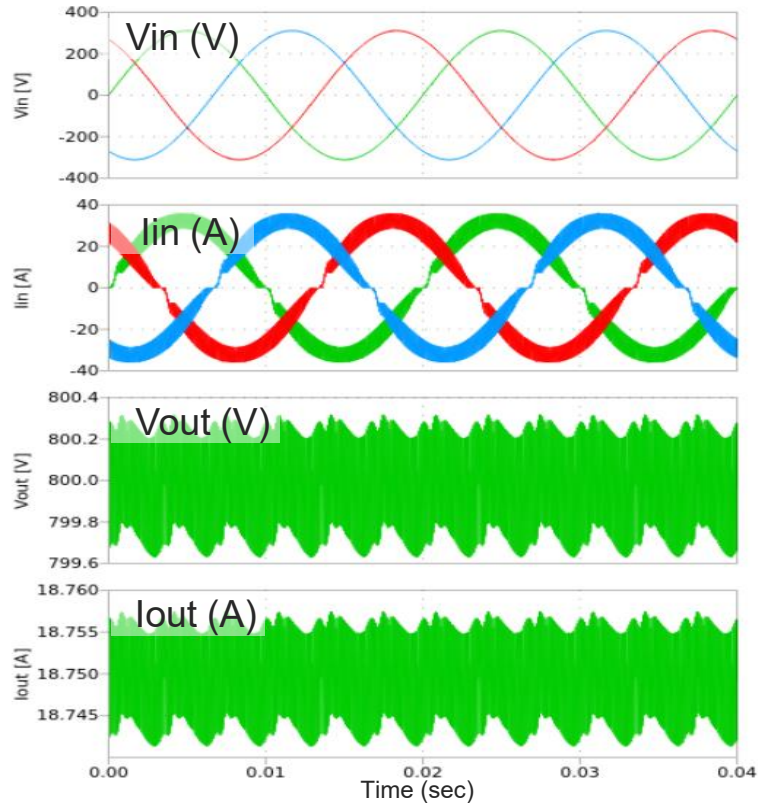 Vin (V)
Vin [V]
400
200
0
-200
-400
Iin (A)
Iin [A]
40
20
0
-20
-40
Vout (V)
Vout [V]
800.4
800.2
800.0
799.8
799.6
Iout (A)
Iout [A]
18.760
18.755
18.750
18.745
0.00 0.01 0.02 0.03 0.04
Time (sec)